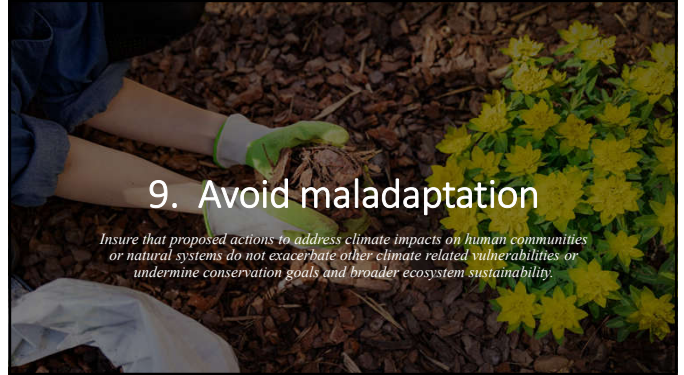 9. Avoid maladaptation
Insure that proposed actions to address climate impacts on human communities
or natural systems do not exacerbate other climate related vulnerabilities or
undermine conservation goals and broader ecosystem sustainability.